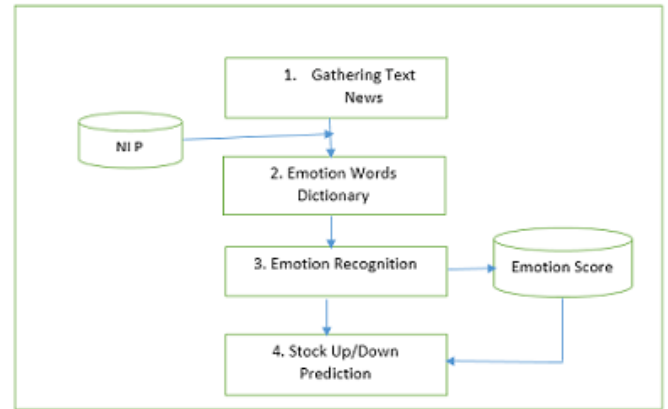 1. Gathering Text
News
NI P
2. Emotion Words
Dictionary
3. Emotion Recognition
Emotion Score
4. Stock Up/Down
Prediction